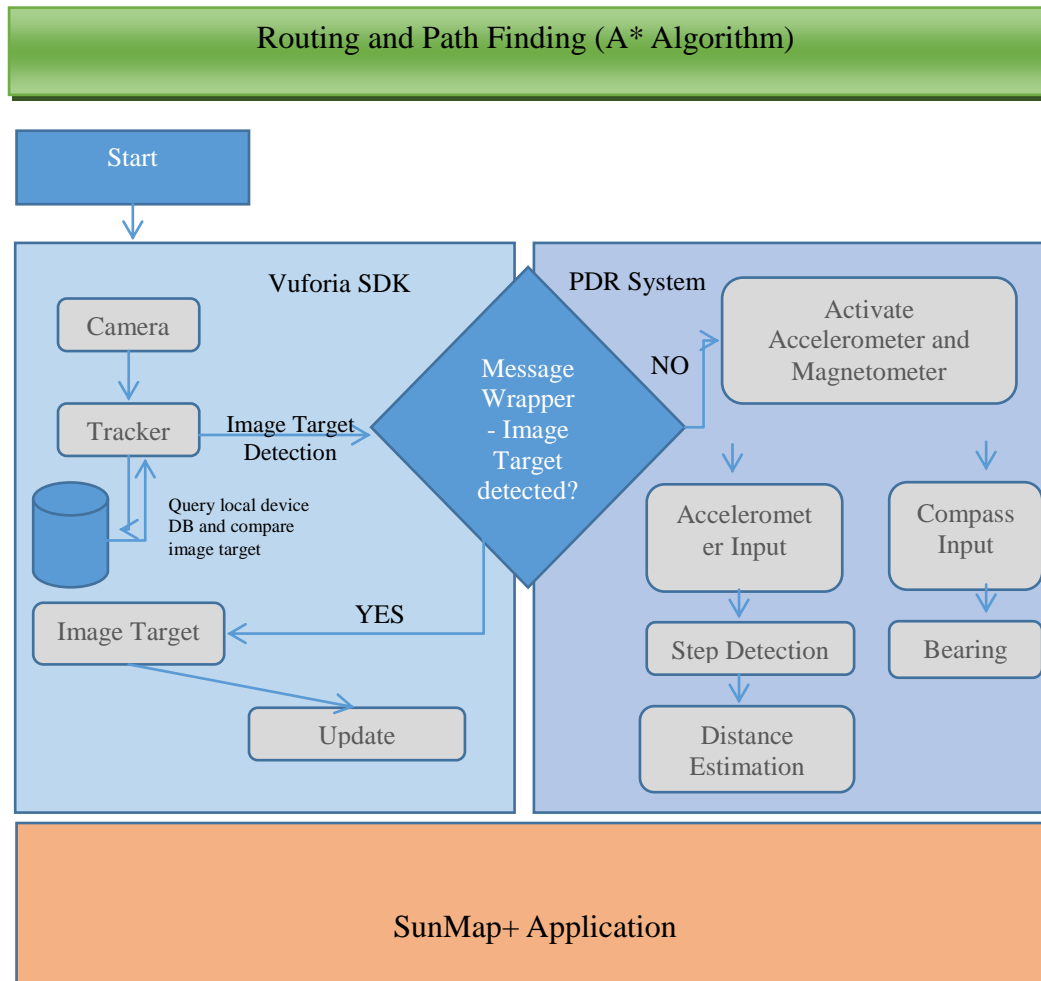 Routing and Path Finding (A* Algorithm)
Start
Vuforia SDK
Camera
Tracker
Image Target
Detection
Query local device
DB and compare
image target
Image Target
YES
Update
Message
Wrapper
- Image
Target
detected?
PDR System
NO
Activate
Accelerometer and
Magnetometer
Acceleromet
er Input
Compass
Input
Step Detection
Bearing
Distance
Estimation
SunMap+ Application